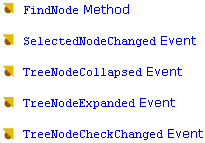 FindNode Method
SelectedNodeChanged Event
TreeNodeCollapsed Event
TreeNodeExpanded Event
TreeNodeCheckChanged Event